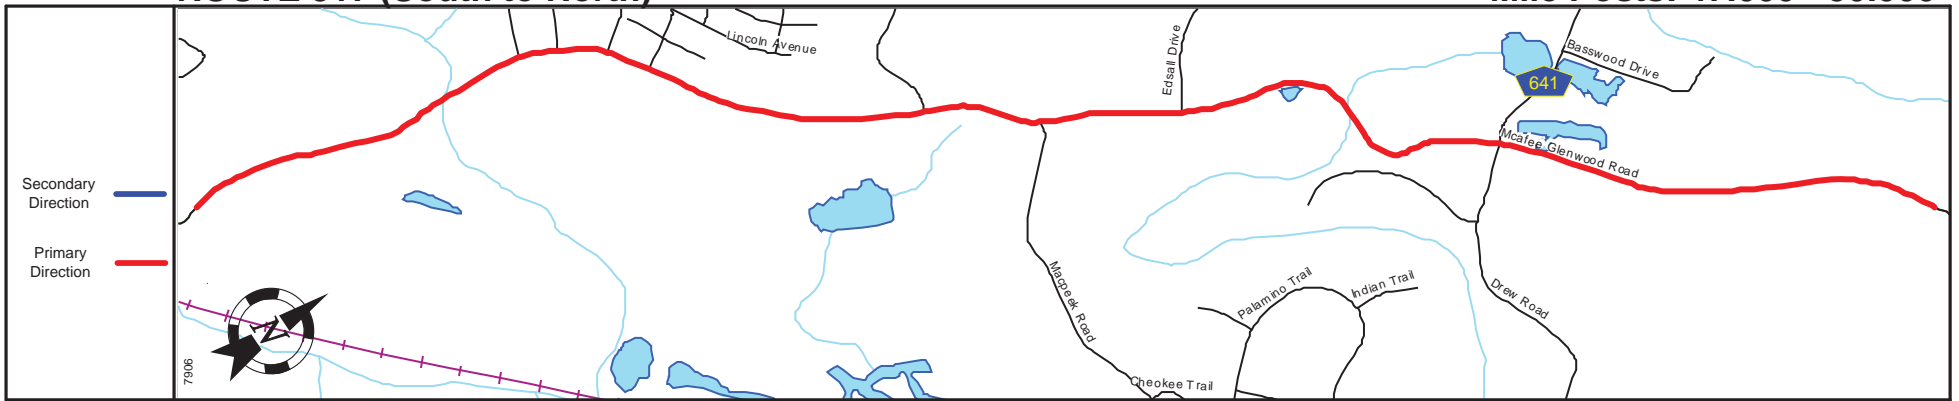 Lincoln Avenue
Edsall Drive
Basswood Drive
641
Mcafee Glenwood Road
Secondary
Direction
Primary
Direction
Macpeek Road
Palamino Trail
Indian Trail
Drew Road
Cheokee Trail
7906
N